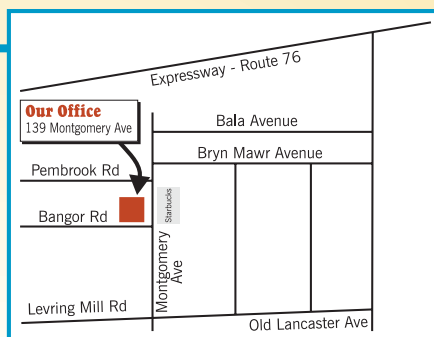 Expressway - Route 76
Our Office
139 Montgomery Ave
Bala Avenue
Bryn Mawr Avenue
Pembrook Rd
Starbucks
Bangor Rd
Montgomery
Ave
Levring Mill Rd
Old Lancaster Ave